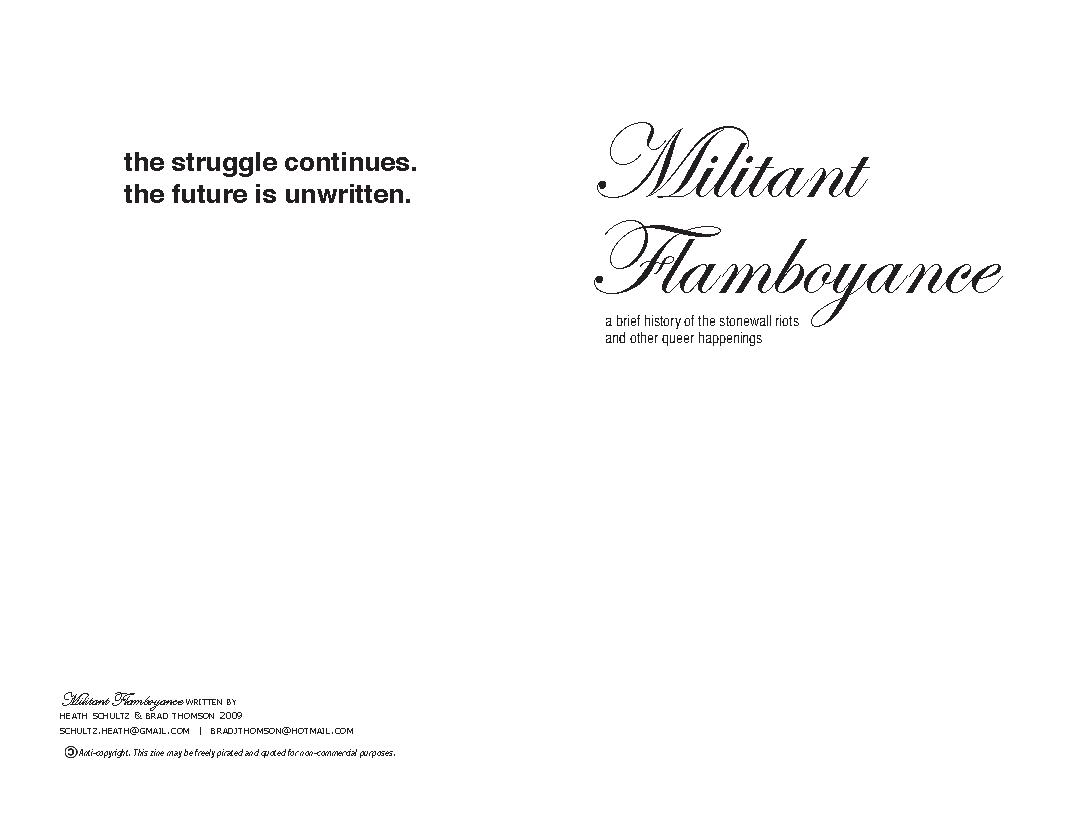 the struggle continues.
the future is unwritten.
Militant Flamboyance WRITTEN BY
HEATH SCHULTZ & BRAD THOMSON 2009
SCHULTZ.HEATH@GMAIL.COM | BRADJTHOMSON@HOTMAIL.COM
Anti-copyright. This zine may be freely pirated and quoted for non-commercial purposes.
Militant
Flamboyance
a brief history of the stonewall riots
and other queer happenings